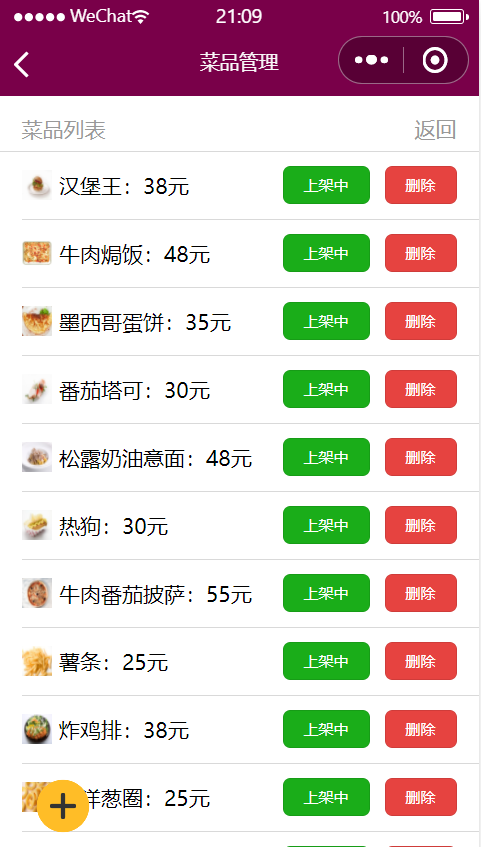 WeChat 21:09 100%
菜品管理
菜品列表 返回
汉堡王：38元 上架中 删除
牛肉焗饭：48元 上架中 删除
墨西哥蛋饼：35元 上架中 删除
番茄塔可：30元 上架中 删除
松露奶油意面：48元 上架中 删除
热狗：30元 上架中 删除
牛肉番茄披萨：55元 上架中 删除
薯条：25元 上架中 删除
炸鸡排：38元 上架中 删除
洋葱圈：25元 上架中 删除